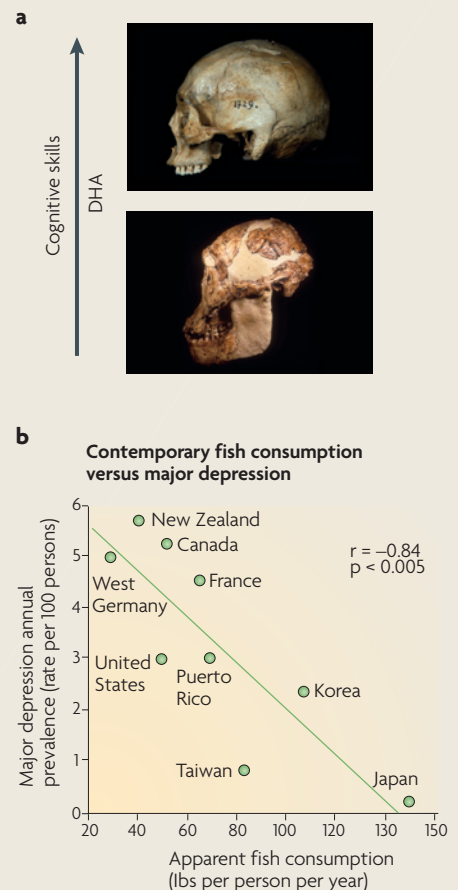 a
Cognitive skills
DHA
1729.
b
Contemporary fish consumption
versus major depression
Major depression annual
prevalence (rate per 100 persons)
6
5
4
3
2
1
0
New Zealand
Canada
West
Germany
France
r = –0.84
p < 0.005
United
States
Puerto
Rico
Korea
Taiwan
Japan
20
40
60
80
100
120
130
150
Apparent fish consumption
(lbs per person per year)